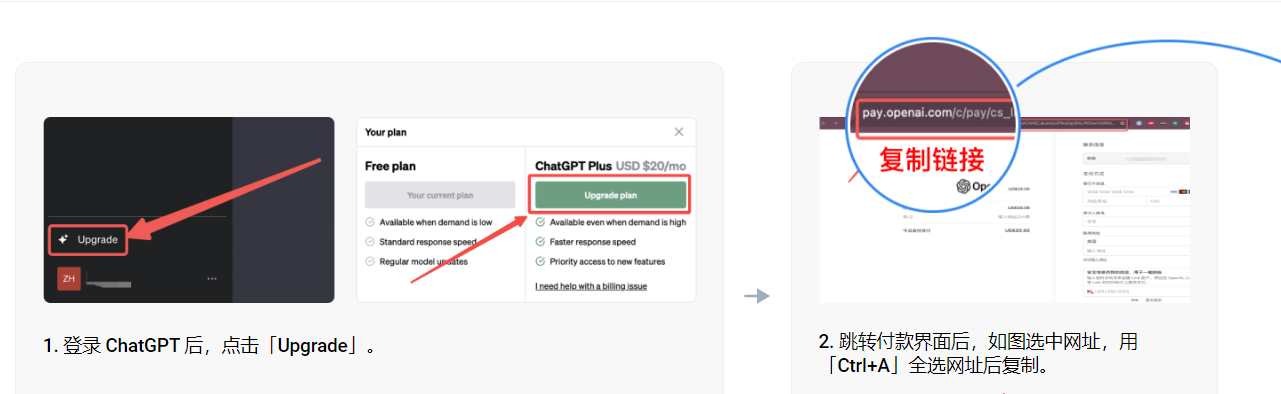 Upgrade
ZH
Your plan
Free plan
Your current plan
Available when demand is low
Standard response speed
Regular model updates
ChatGPT Plus USD $20/mo
Upgrade plan
Available even when demand is high
Faster response speed
Priority access to new features
I need help with a billing issue
1. 登录 ChatGPT 后，点击「Upgrade」。
pay.openai.com/c/pay/cs_
复制链接
2. 跳转付款界面后，如图选中网址，用
「Ctrl+A」全选网址后复制。